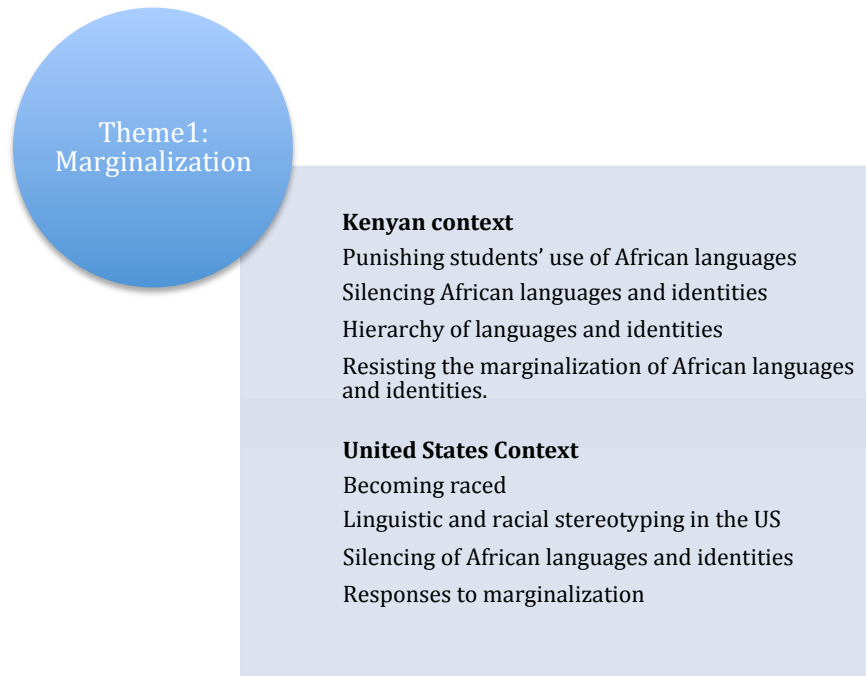 Theme1:
Marginalization
Kenyan context
Punishing students’ use of African languages
Silencing African languages and identities
Hierarchy of languages and identities
Resisting the marginalization of African languages
and identities.
United States Context
Becoming raced
Linguistic and racial stereotyping in the US
Silencing of African languages and identities
Responses to marginalization